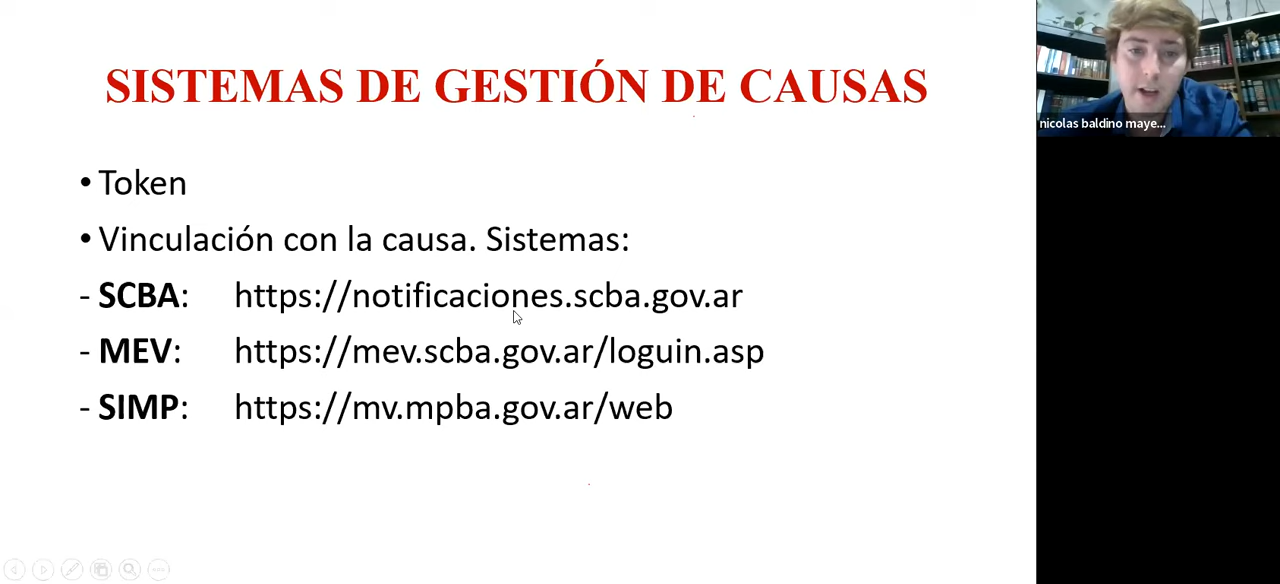 SISTEMAS DE GESTIÓN DE CAUSAS
• Token
• Vinculación con la causa. Sistemas:
- SCBA: https://notificaciones.scba.gov.ar
- MEV: https://mev.scba.gov.ar/loguin.asp
- SIMP: https://mv.mpba.gov.ar/web
nicolas baldino maye...